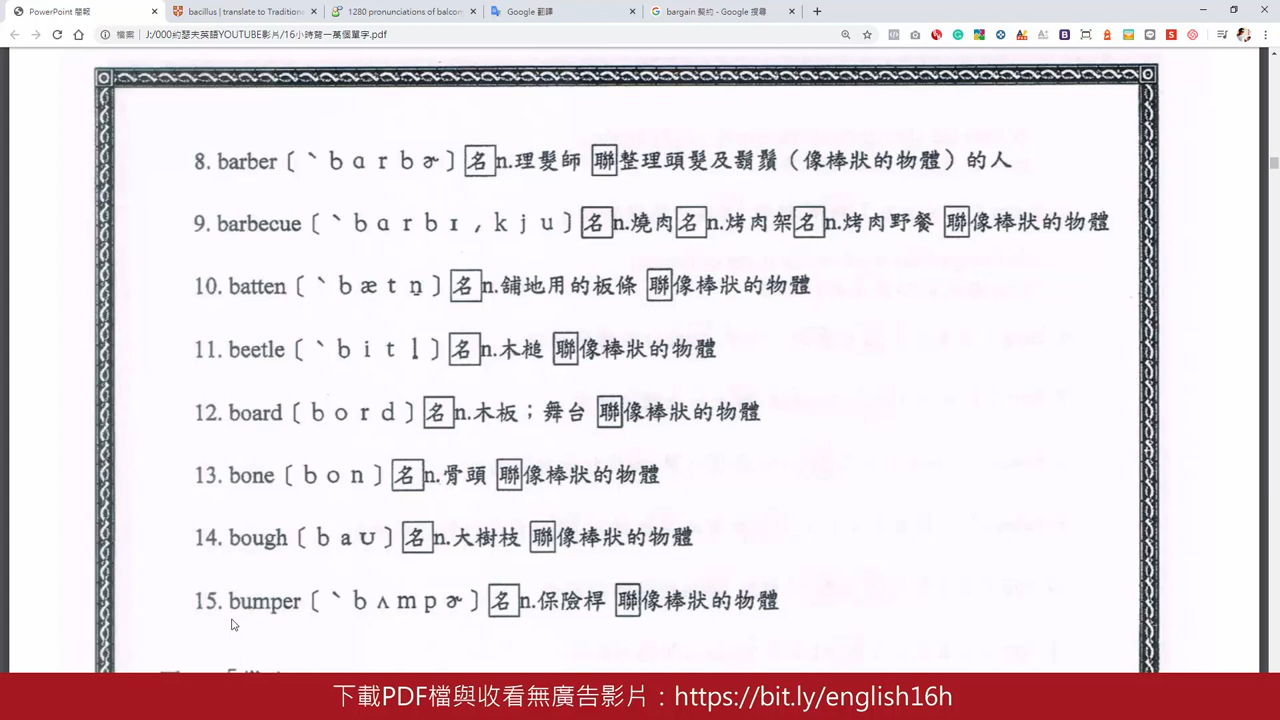 PowerPoint 簡報
bacillus | translate to Traditional
1280 pronunciations of balcony
Google 翻譯
bargain 契約 - Google 搜尋
檔案 J:/000約瑟夫英語YOUTUBE影片/16小時背一萬個單字.pdf
8. barber〔ˋbɑrbɚ〕名n.理髮師 聯整理頭髮及鬍鬚（像棒狀的物體）的人
9. barbecue〔ˋbɑrbɪˏkju〕名n.燒肉名n.烤肉架名n.烤肉野餐 聯像棒狀的物體
10. batten〔ˋbætn̩〕名n.舖地用的板條 聯像棒狀的物體
11. beetle〔ˋbitl̩〕名n.木槌 聯像棒狀的物體
12. board〔bord〕名n.木板；舞台 聯像棒狀的物體
13. bone〔bon〕名n.骨頭 聯像棒狀的物體
14. bough〔baʊ〕名n.大樹枝 聯像棒狀的物體
15. bumper〔ˋbʌmpɚ〕名n.保險桿 聯像棒狀的物體
下載PDF檔與收看無廣告影片：https://bit.ly/english16h